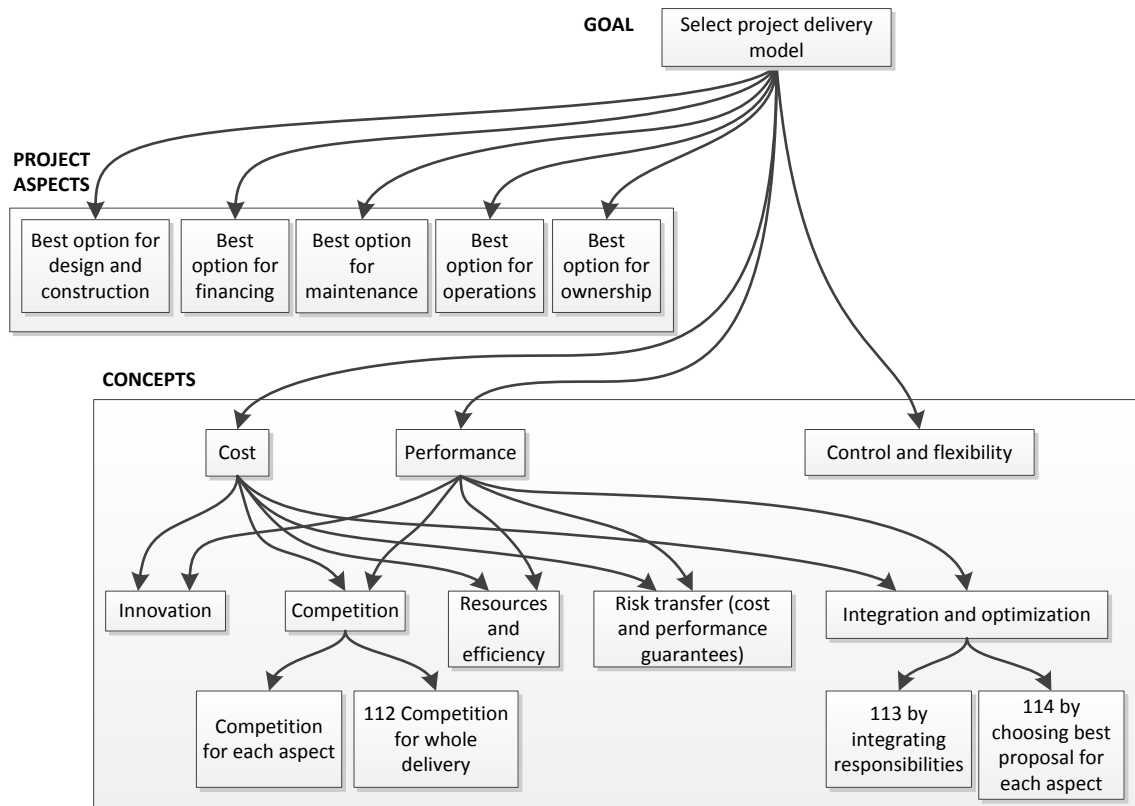 GOAL
Select project delivery
model
PROJECT
ASPECTS
Best option for
design and
construction
Best
option for
financing
Best option
for
maintenance
Best
option for
operations
Best
option for
ownership
CONCEPTS
Cost
Performance
Control and flexibility
Innovation
Competition
Resources
and
efficiency
Risk transfer (cost
and performance
guarantees)
Integration and optimization
Competition
for each aspect
112 Competition
for whole
delivery
113 by
integrating
responsibilities
114 by
choosing best
proposal for
each aspect